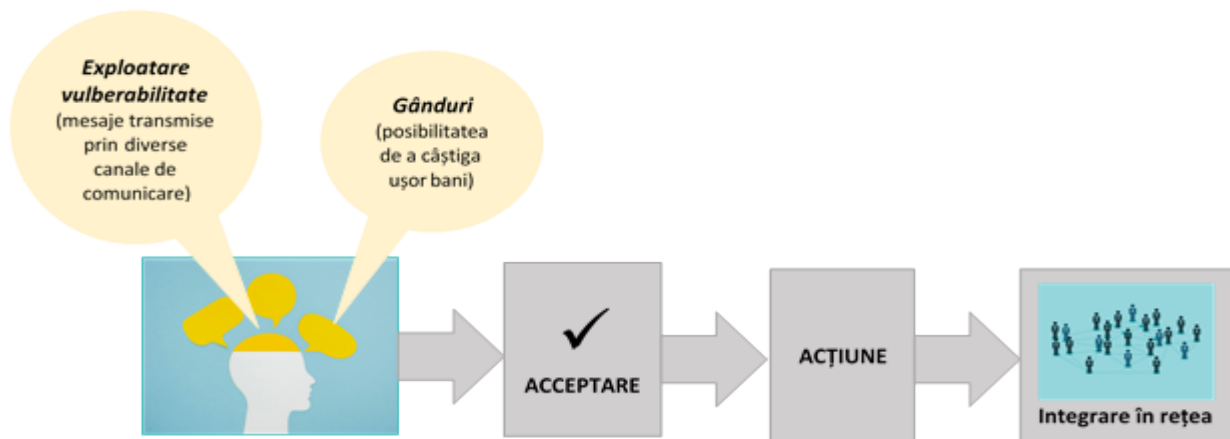 Exploatare
vulberabilitate
(mesaje transmise
prin diverse
canale de
comunicare)
Gânduri
(posibilitatea
de a câștiga
ușor bani)
ACCEPTARE
ACȚIUNE
Integrare în rețea